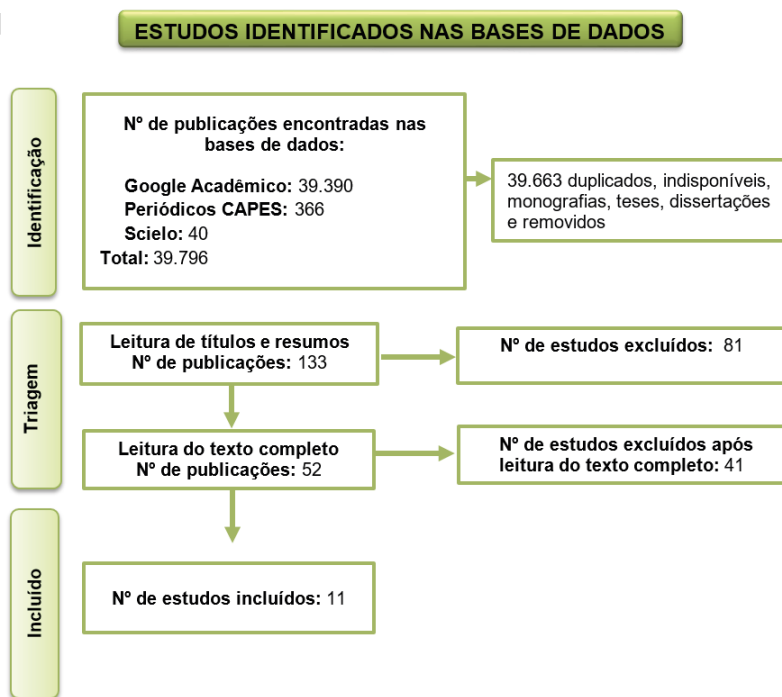 ESTUDOS IDENTIFICADOS NAS BASES DE DADOS
Identificação
Nº de publicações encontradas nas
bases de dados:
Google Acadêmico: 39.390
Periódicos CAPES: 366
Scielo: 40
Total: 39.796
39.663 duplicados, indisponíveis,
monografias, teses, dissertações
e removidos
Triagem
Leitura de títulos e resumos
Nº de publicações: 133
Nº de estudos excluídos: 81
Leitura do texto completo
Nº de publicações: 52
Nº de estudos excluídos após
leitura do texto completo: 41
Incluído
Nº de estudos incluídos: 11